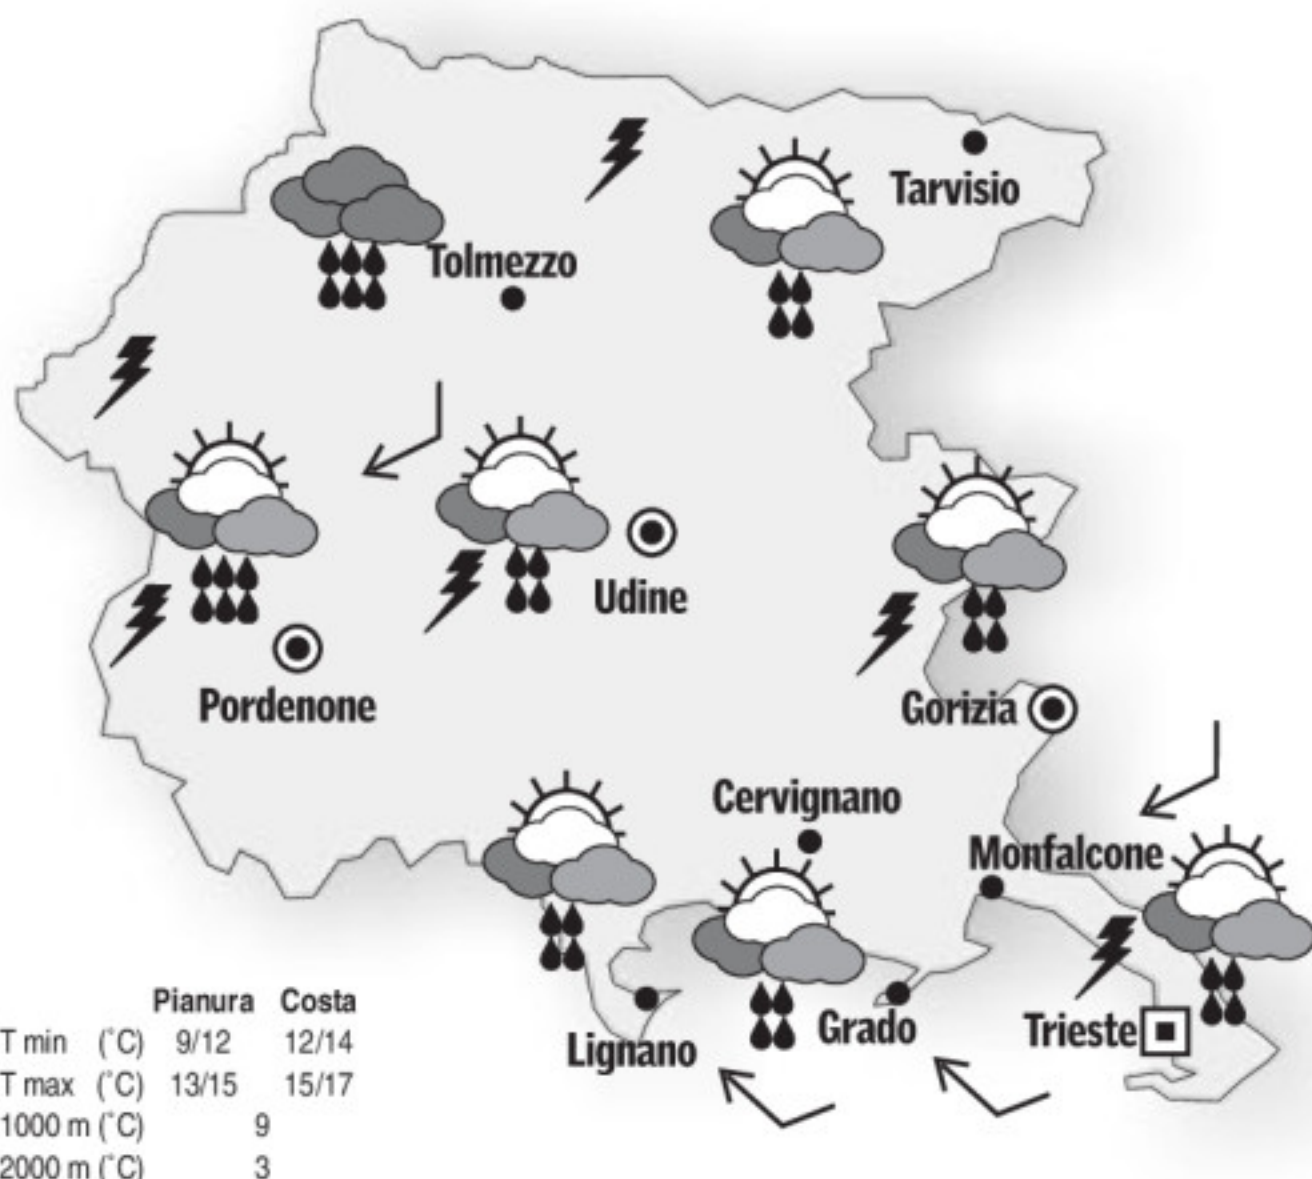 Tarvisio
Tolmezzo
Udine
Pordenone
Gorizia
Cervignano
Monfalcone
Grado
Trieste
Lignano
Pianura Costa
T min (°C) 9/12 12/14
T max (°C) 13/15 15/17
1000 m (°C) 9
2000 m (°C) 3